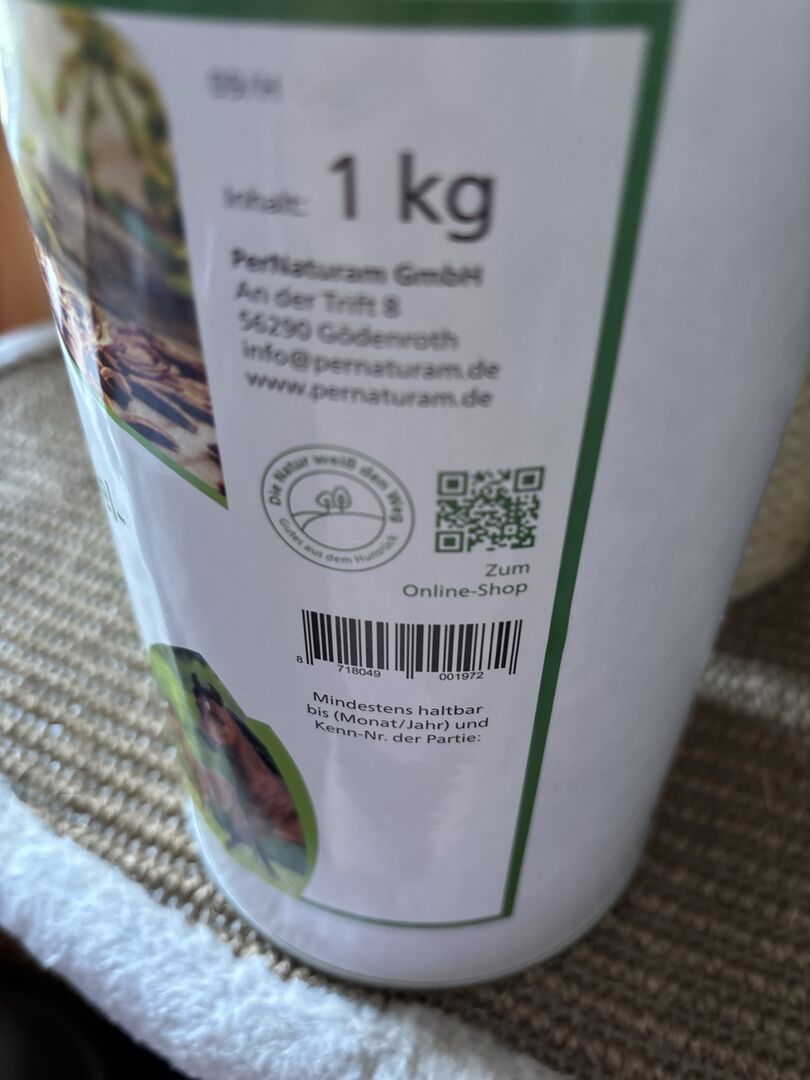 Inhalt: 1 kg
PerNaturam GmbH
An der Trift 8
56290 Gödenroth
info@pernaturam.de
www.pernaturam.de
Die Natur weiß den Weg
Gutes aus dem Hunsrück
Zum
Online-Shop
8 718049 001972
Mindestens haltbar
bis (Monat/Jahr) und
Kenn-Nr. der Partie: